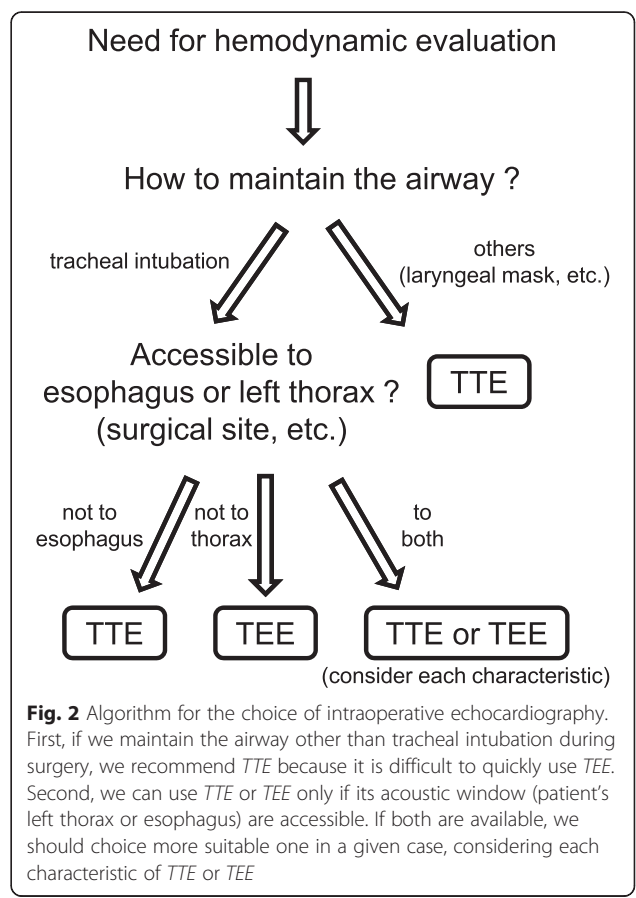 Need for hemodynamic evaluation
How to maintain the airway ?
tracheal intubation
others
(laryngeal mask, etc.)
Accessible to
esophagus or left thorax ?
(surgical site, etc.)
TTE
not to
esophagus
not to
thorax
to
both
TTE
TEE
TTE or TEE
(consider each characteristic)
Fig. 2 Algorithm for the choice of intraoperative echocardiography.
First, if we maintain the airway other than tracheal intubation during
surgery, we recommend TTE because it is difficult to quickly use TEE.
Second, we can use TTE or TEE only if its acoustic window (patient's
left thorax or esophagus) are accessible. If both are available, we
should choice more suitable one in a given case, considering each
characteristic of TTE or TEE